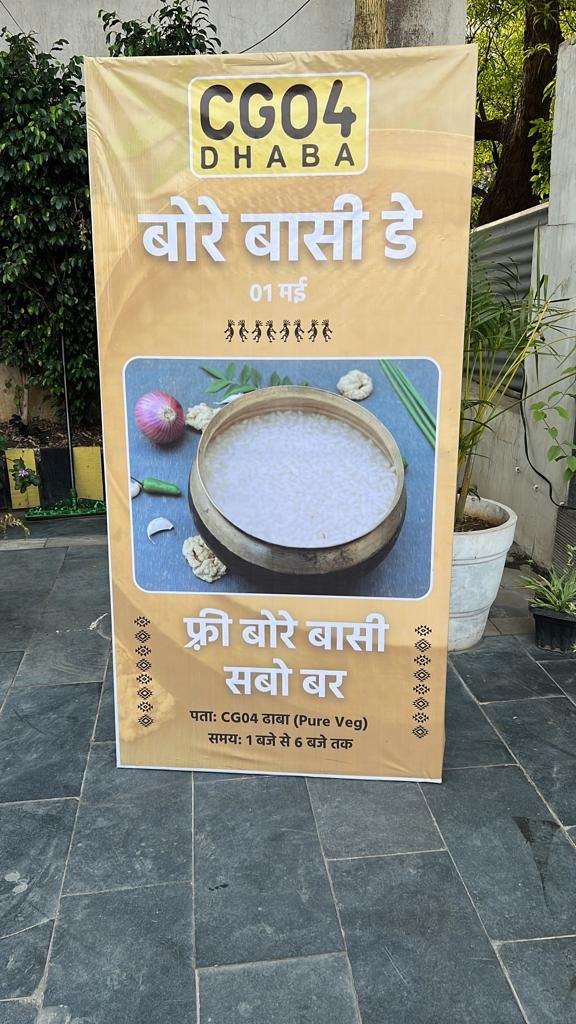 CG04
DHABA
बोरे बासी डे
01 मई
फ़्री बोरे बासी
सबो बर
पता: CG04 ढाबा (Pure Veg)
समय: 1 बजे से 6 बजे तक